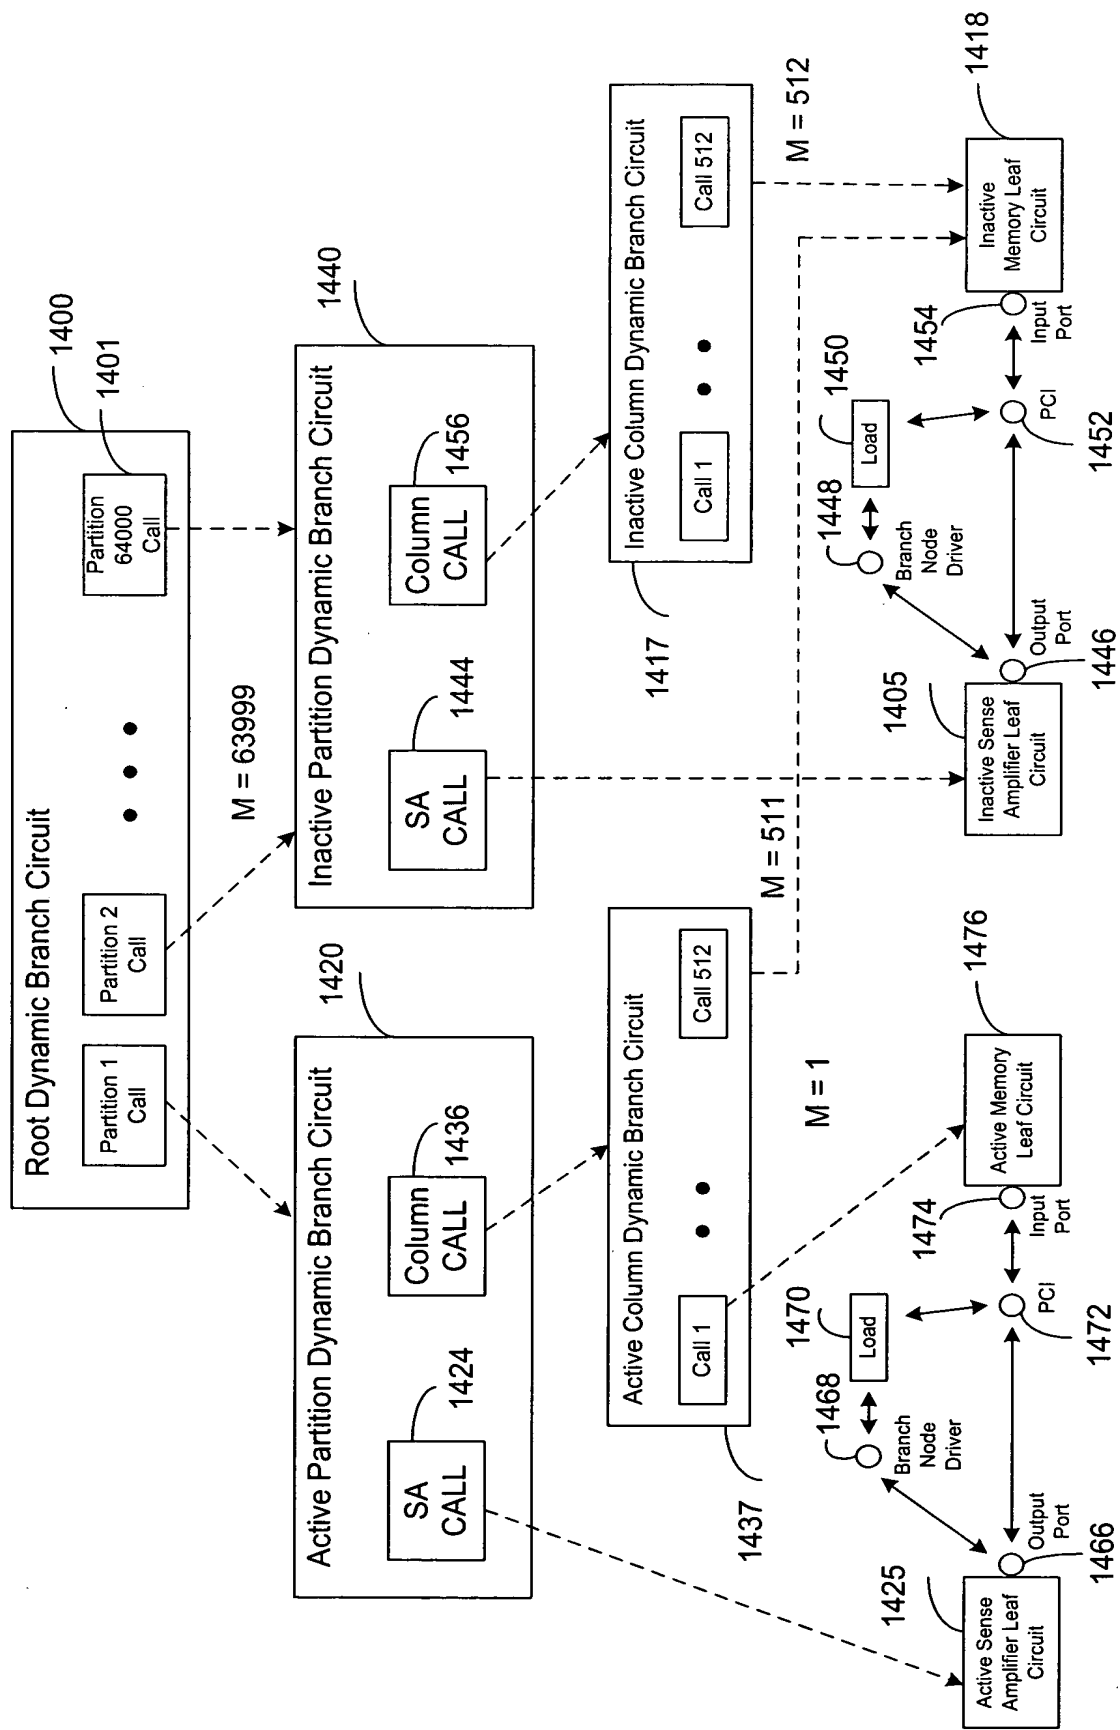 Root Dynamic Branch Circuit
1400
1401
Partition 1
Call
Partition 2
Call
Partition
64000
Call
M = 63999
Active Partition Dynamic Branch Circuit
1420
SA
CALL
1424
Column
CALL
1436
Inactive Partition Dynamic Branch Circuit
1440
SA
CALL
1444
Column
CALL
1456
Active Column Dynamic Branch Circuit
1437
Call 1
Call 512
Inactive Column Dynamic Branch Circuit
1417
Call 1
Call 512
M = 1
M = 511
M = 512
Active Sense
Amplifier Leaf
Circuit
1425
Output
Port
1466
Branch
Node
Driver
1468
Load
1470
PCI
1472
Input
Port
1474
Active Memory
Leaf Circuit
1476
Inactive Sense
Amplifier Leaf
Circuit
1405
Output
Port
1446
Branch
Node
Driver
1448
Load
1450
PCI
1452
Input
Port
1454
Inactive
Memory Leaf
Circuit
1418